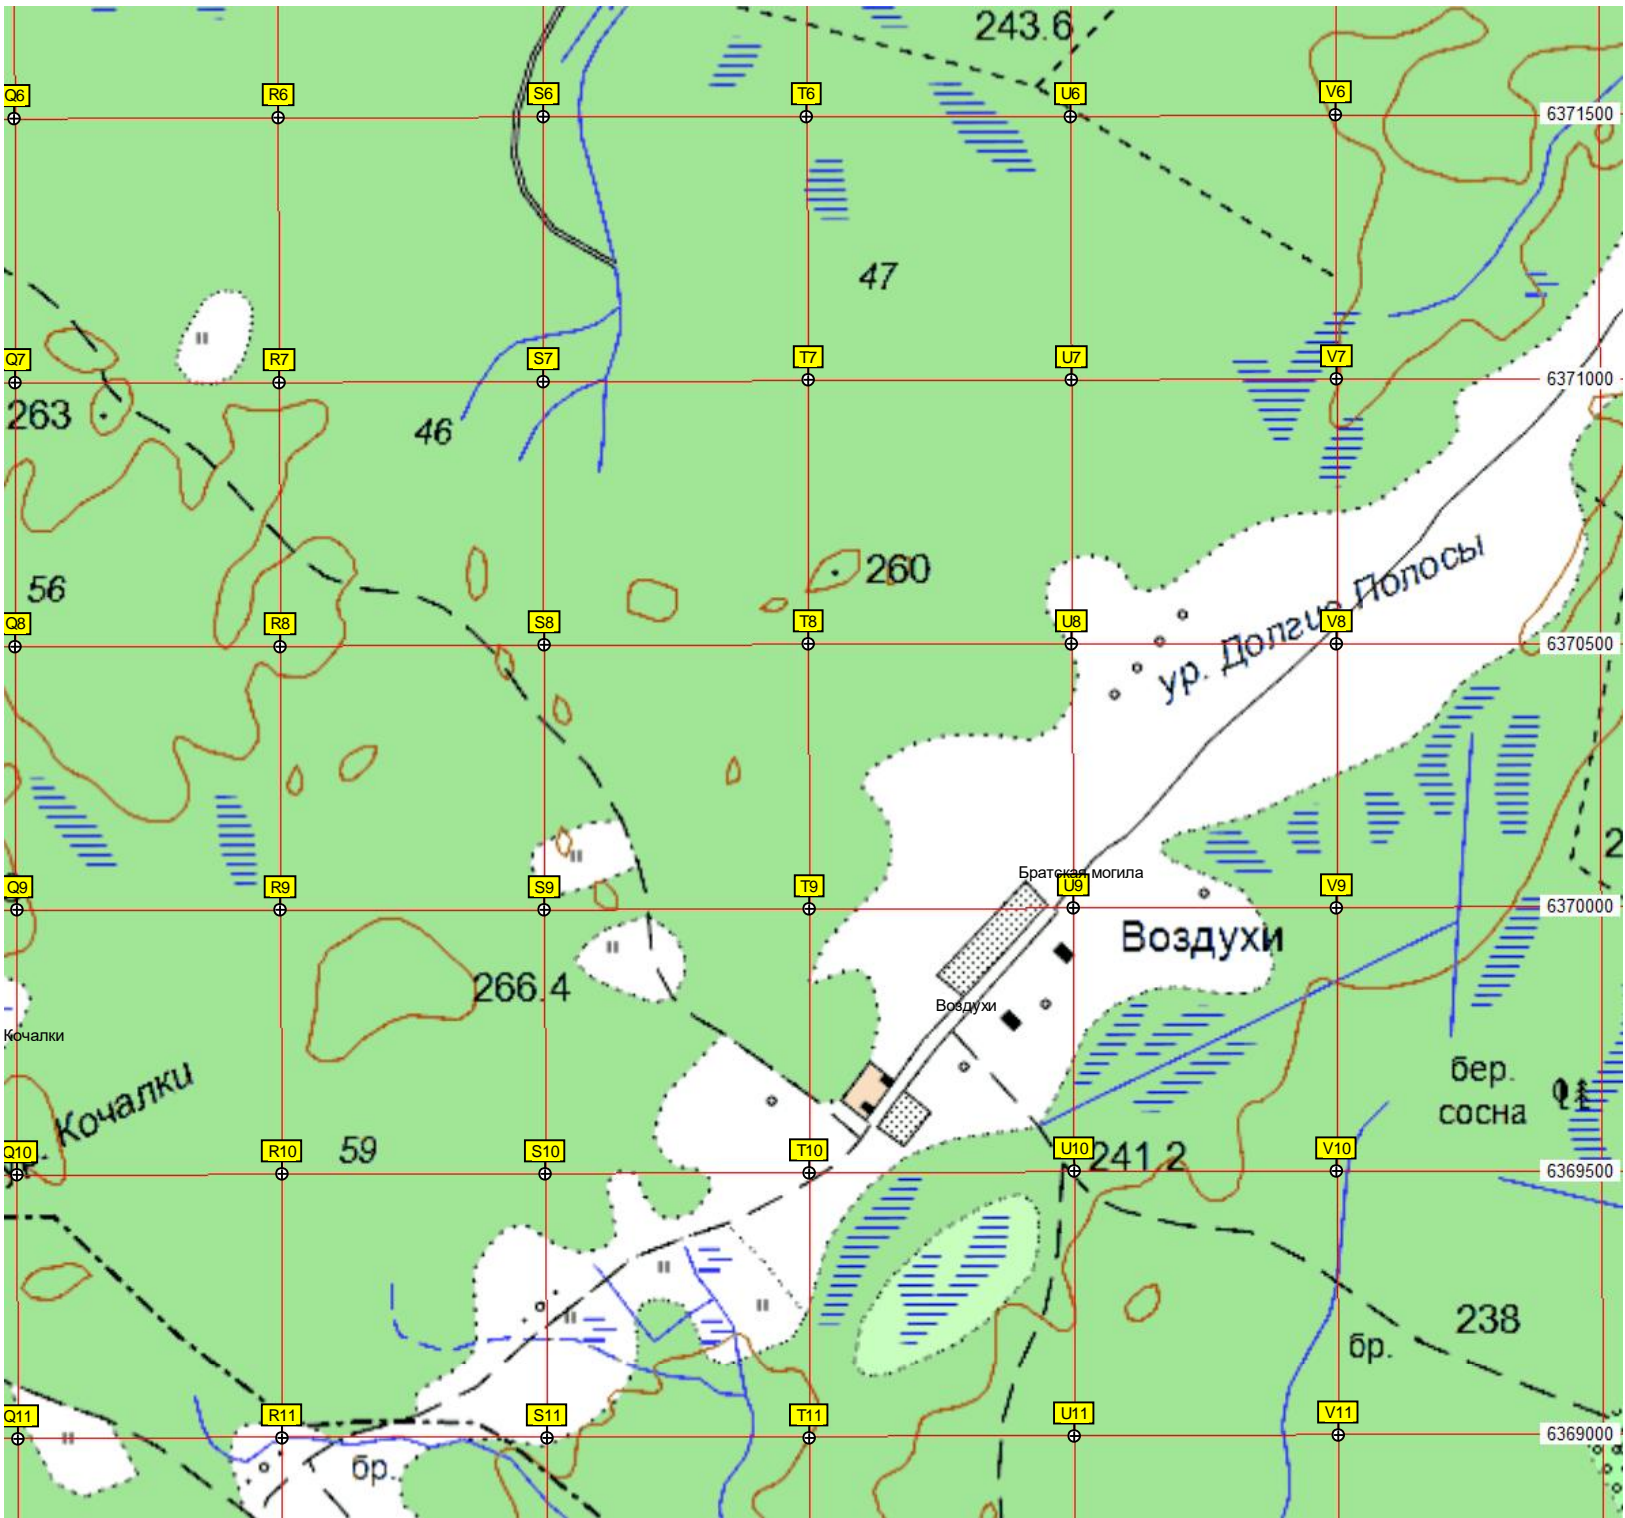 243.6
Q6 R6 S6 T6 U6 V6 6371500
47
Q7 R7 S7 T7 U7 V7 6371000
263
46
260
56
ур. Долгие Полосы
Q8 R8 S8 T8 U8 V8 6370500
2
Братская могила
Q9 R9 S9 T9 U9 V9 6370000
Воздухи
266.4
Воздухи
Кочалки
Кочалки
бер.
сосна
59
241.2
Q10 R10 S10 T10 U10 V10 6369500
238
бр.
Q11 R11 S11 T11 U11 V11 6369000
бр.